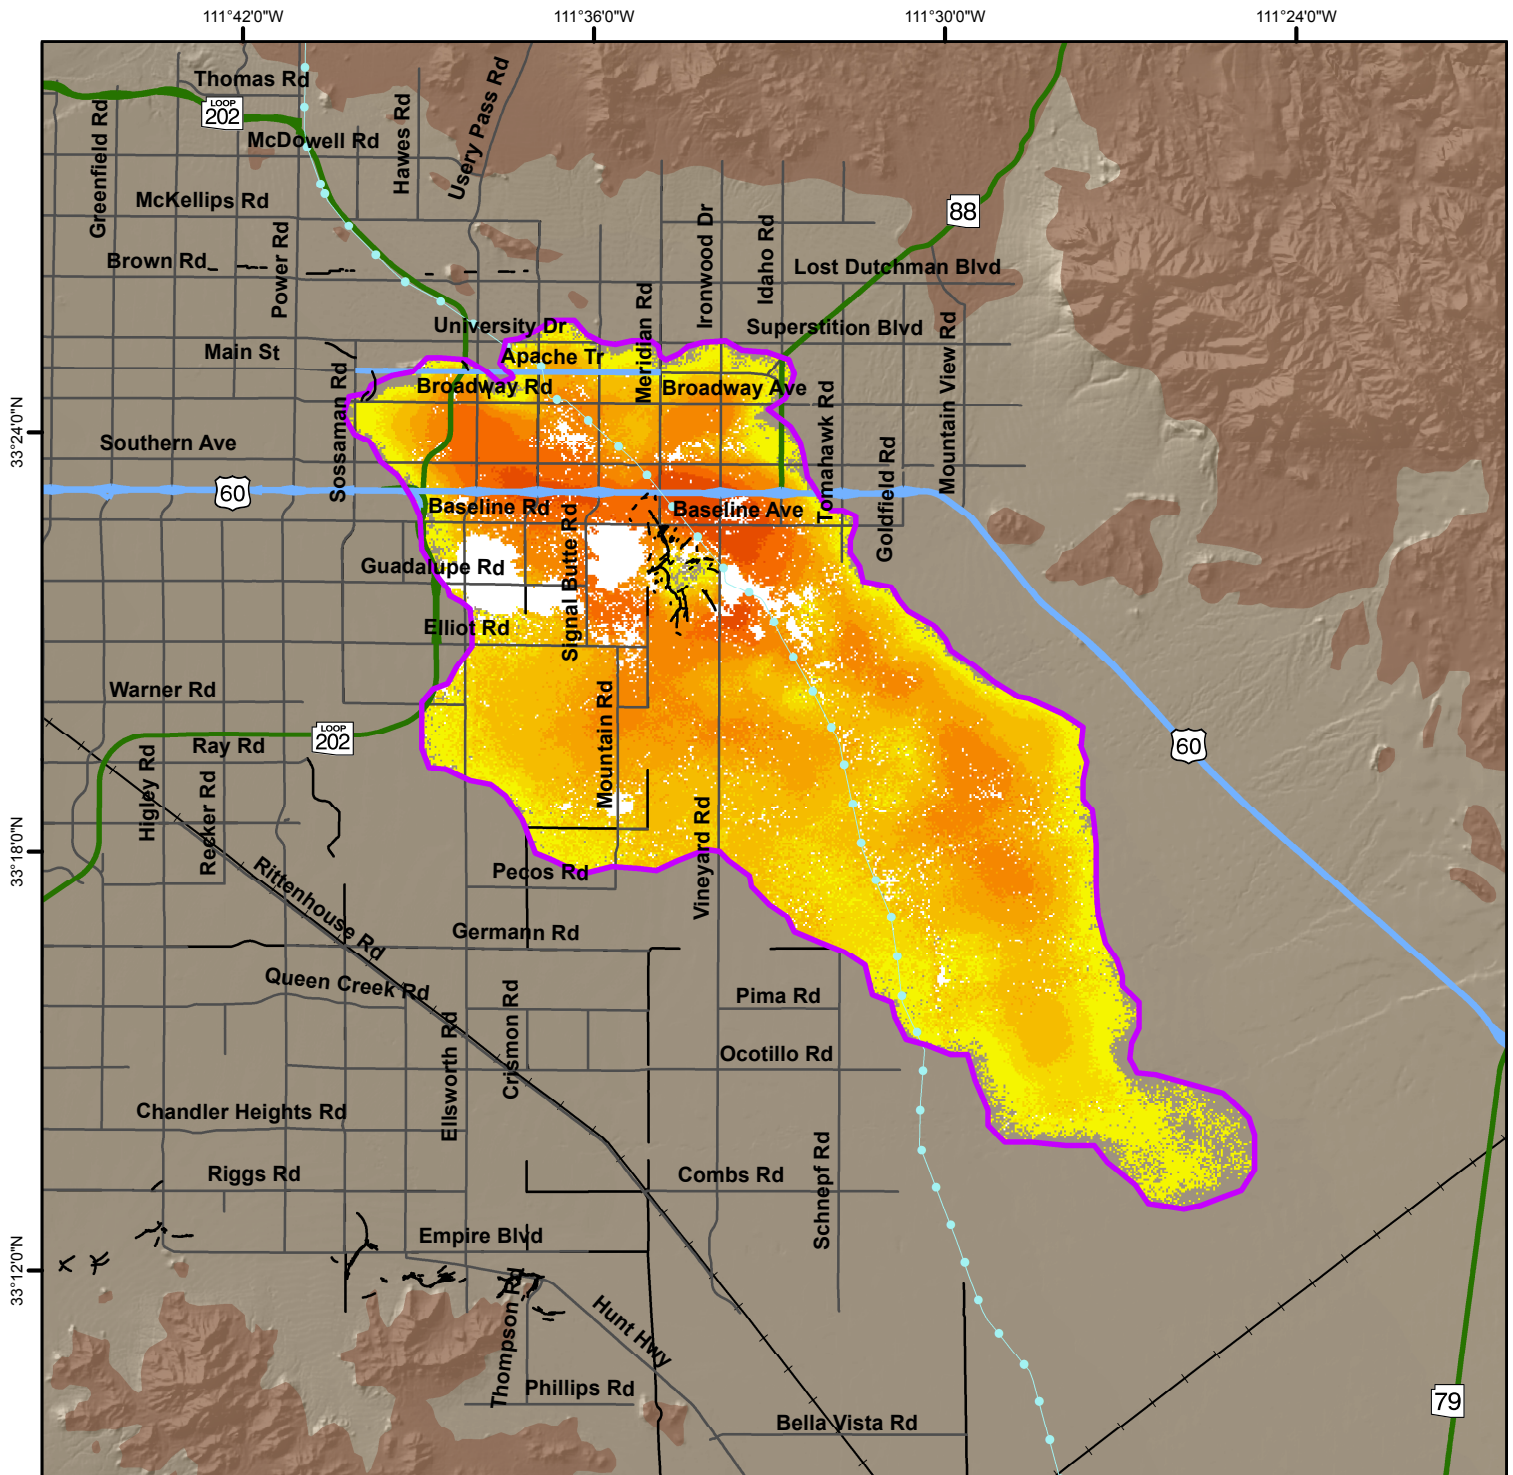 111°42'0"W
111°36'0"W
111°30'0"W
111°24'0"W
Thomas Rd
LOOP
202
McDowell Rd
Greenfield Rd
Hawes Rd
Usery Pass Rd
McKellips Rd
88
Power Rd
Ironwood Dr
Idaho Rd
Brown Rd
Lost Dutchman Blvd
Meridian Rd
University Dr
Superstition Blvd
Main St
Apache Tr
Mountain View Rd
Broadway Rd
Broadway Ave
Sossaman Rd
Tomahawk Rd
33°24'0"N
Southern Ave
Goldfield Rd
60
Baseline Rd
Baseline Ave
Signal Butte Rd
Guadalupe Rd
Elliot Rd
Warner Rd
Mountain Rd
LOOP
202
Ray Rd
60
Higley Rd
Recker Rd
Vineyard Rd
33°18'0"N
Pecos Rd
Rittenhouse Rd
Germann Rd
Queen Creek Rd
Pima Rd
Crismon Rd
Ellsworth Rd
Ocotillo Rd
Chandler Heights Rd
Schnepf Rd
Riggs Rd
Combs Rd
Empire Blvd
33°12'0"N
Thompson Rd
Hunt Hwy
Phillips Rd
79
Bella Vista Rd